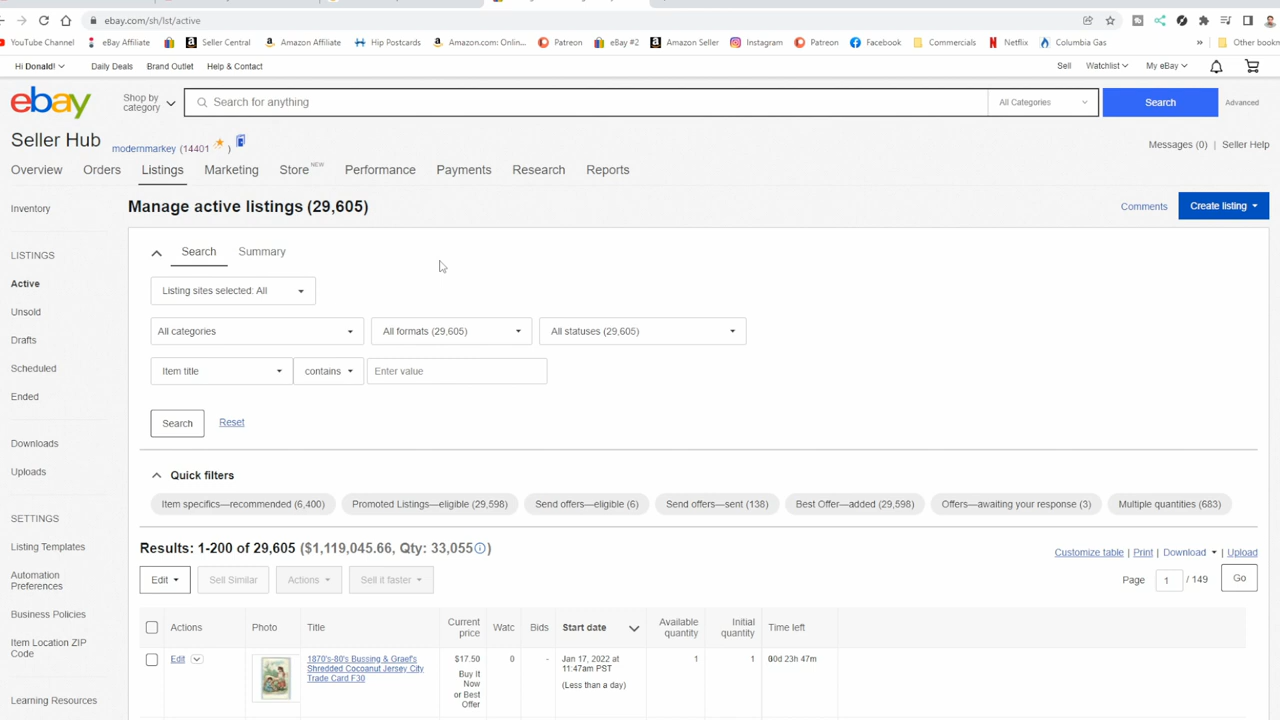 ebay.com/sh/lst/active
YouTube Channel eBay Affiliate Seller Central Amazon Affiliate Hip Postcards Amazon.com: Onlin... Patreon eBay #2 Amazon Seller Instagram Patreon Facebook Commercials Netflix Columbia Gas » Other bookm
Hi Donald! Daily Deals Brand Outlet Help & Contact Sell Watchlist My eBay
ebay Shop by category Search for anything All Categories Search Advanced
Seller Hub modernmarkey (14401 ) Messages (0) | Seller Help
Overview Orders Listings Marketing Store NEW Performance Payments Research Reports
Inventory
LISTINGS
Active
Unsold
Drafts
Scheduled
Ended
Downloads
Uploads
SETTINGS
Listing Templates
Automation
Preferences
Business Policies
Item Location ZIP
Code
Learning Resources
Manage active listings (29,605) Comments Create listing
Search Summary
Listing sites selected: All
All categories All formats (29,605) All statuses (29,605)
Item title contains Enter value
Search Reset
Quick filters
Item specifics—recommended (6,400) Promoted Listings—eligible (29,598) Send offers—eligible (6) Send offers—sent (138) Best Offer—added (29,598) Offers—awaiting your response (3) Multiple quantities (683)
Results: 1-200 of 29,605 ($1,119,045.66, Qty: 33,055) Customize table | Print | Download | Upload
Edit Sell Similar Actions Sell it faster Page 1 / 149 Go
Actions Photo Title Current price Watc Bids Start date Available quantity Initial quantity Time left
Edit 1870's-80's Bussing & Graef's Shredded Cocoanut Jersey City Trade Card F30 $17.50 Buy It Now or Best Offer 0 - Jan 17, 2022 at 11:47am PST (Less than a day) 1 1 00d 23h 47m